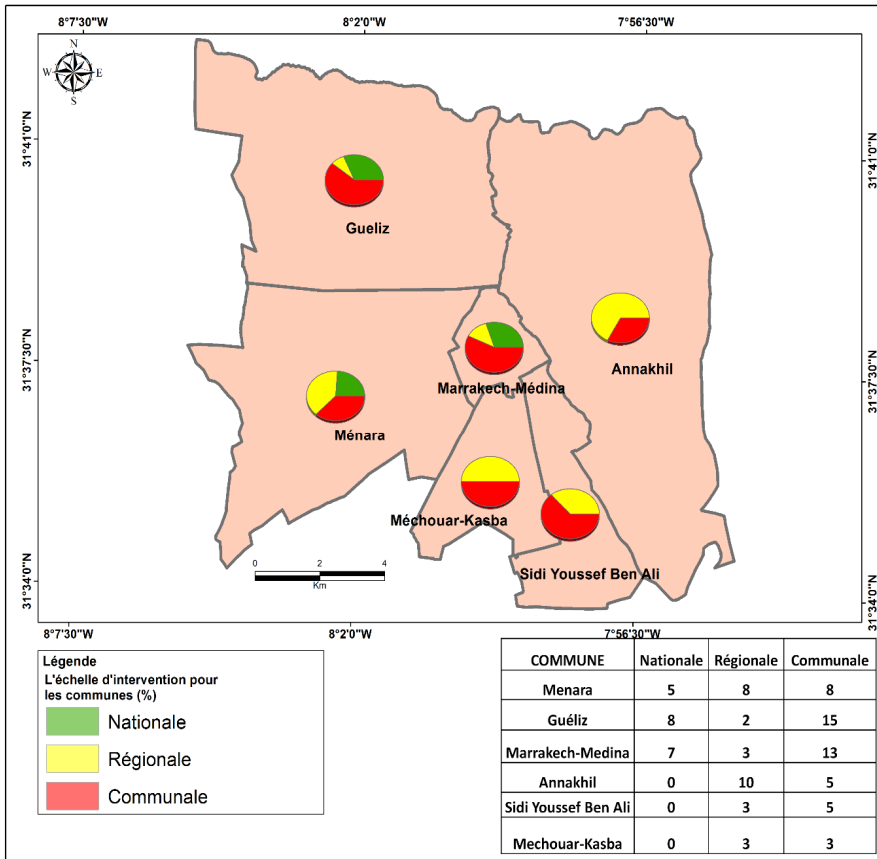 8°7'30"W 8°2'0"W 7°56'30"W
N
W E
S
31°41'0"N 31°41'0"N
Gueliz
31°37'30"N 31°37'30"N
Annakhil
Marrakech-Médina
Ménara
Méchouar-Kasba
Sidi Youssef Ben Ali
0 2 4
Km
31°34'0"N 31°34'0"N
8°7'30"W 8°2'0"W 7°56'30"W
Légende
L'échelle d'intervention pour
les communes (%)
Nationale
Régionale
Communale
COMMUNE Nationale Régionale Communale
Menara 5 8 8
Guéliz 8 2 15
Marrakech-Medina 7 3 13
Annakhil 0 10 5
Sidi Youssef Ben Ali 0 3 5
Mechouar-Kasba 0 3 3